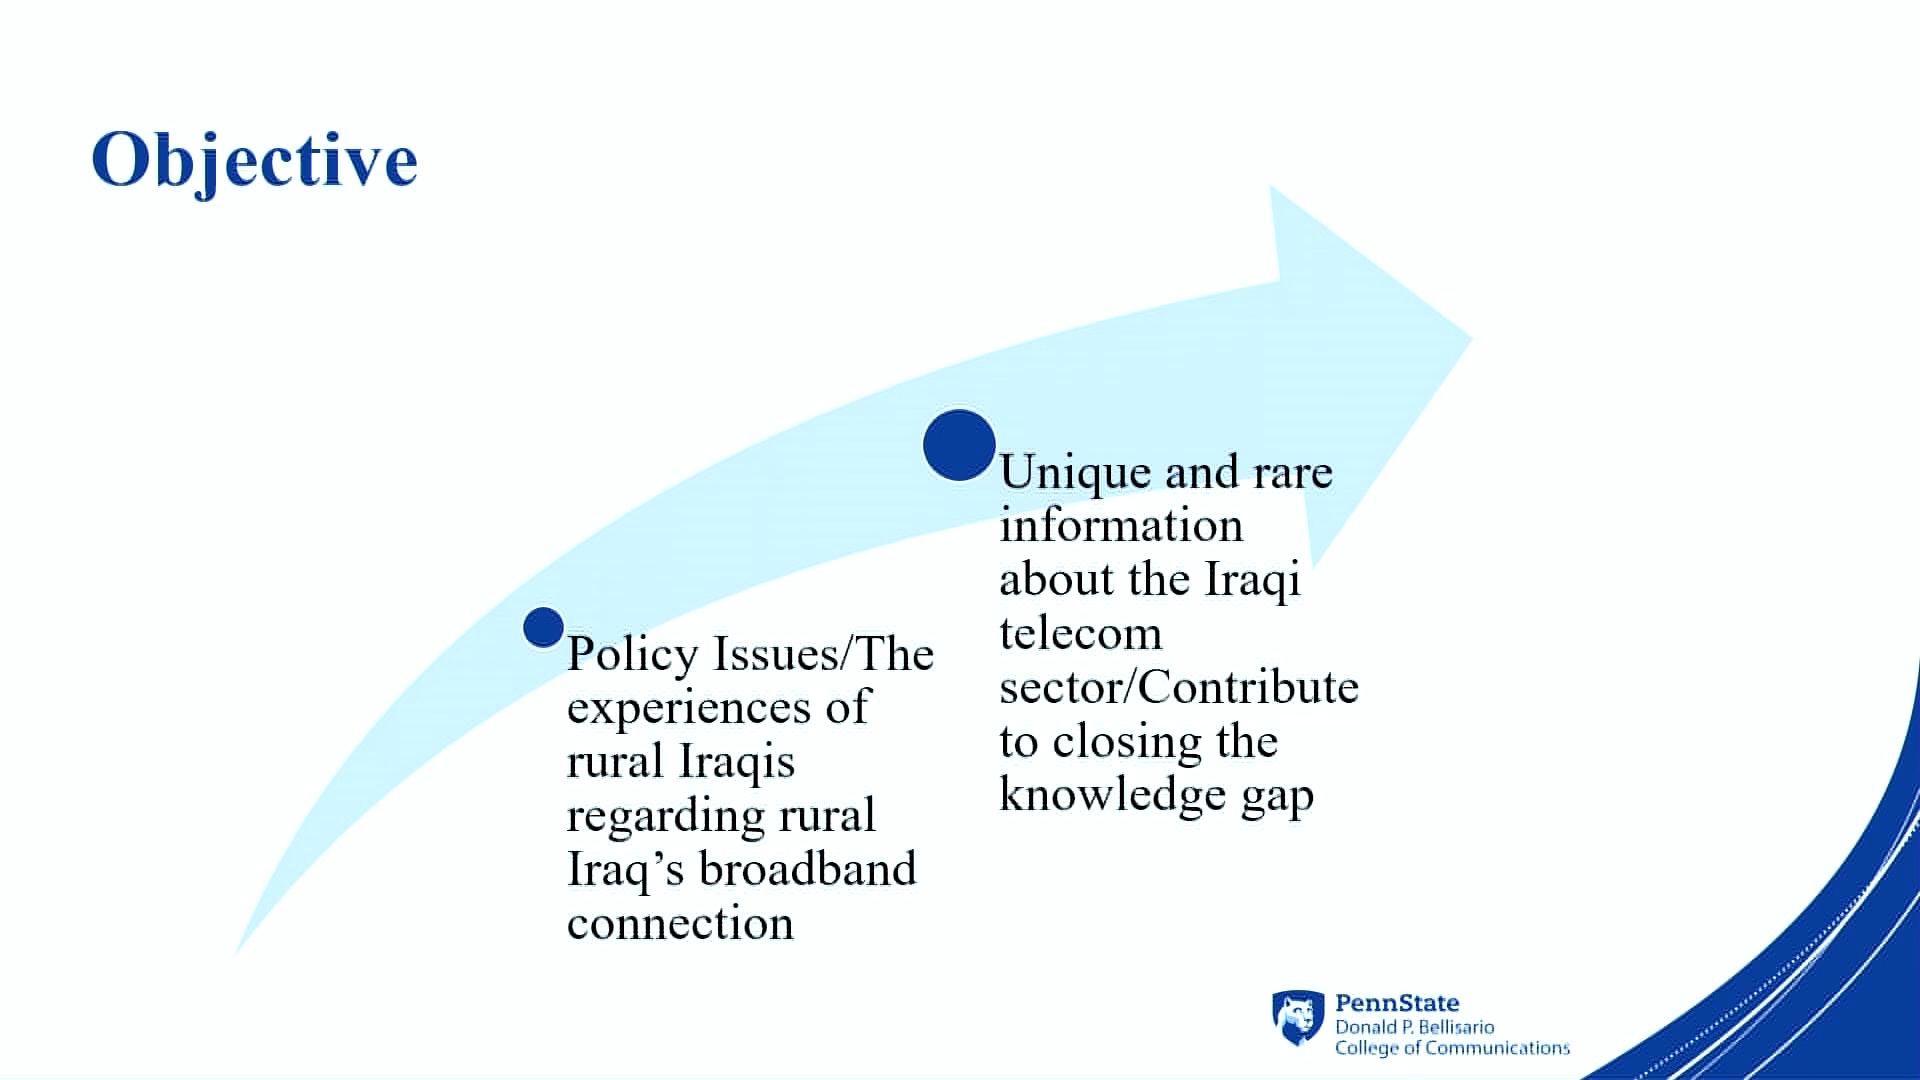 Objective
Policy Issues/The
experiences of
rural Iraqis
regarding rural
Iraq’s broadband
connection
Unique and rare
information
about the Iraqi
telecom
sector/Contribute
to closing the
knowledge gap
PennState
Donald P. Bellisario
College of Communications